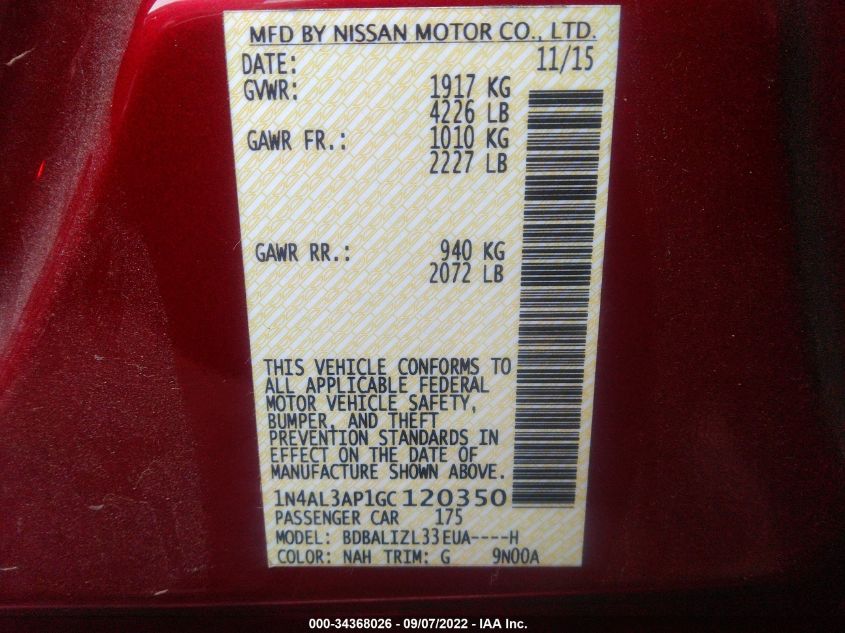 MFD BY NISSAN MOTOR CO., LTD.
DATE: 11/15
GVWR: 1917 KG
4226 LB
GAWR FR.: 1010 KG
2227 LB
GAWR RR.: 940 KG
2072 LB
THIS VEHICLE CONFORMS TO
ALL APPLICABLE FEDERAL
MOTOR VEHICLE SAFETY,
BUMPER, AND THEFT
PREVENTION STANDARDS IN
EFFECT ON THE DATE OF
MANUFACTURE SHOWN ABOVE.
1N4AL3AP1GC120350
PASSENGER CAR 175
MODEL: BDBALIZL33EUA----H
COLOR: NAH TRIM: G 9N00A
000-34368026 - 09/07/2022 - IAA Inc.